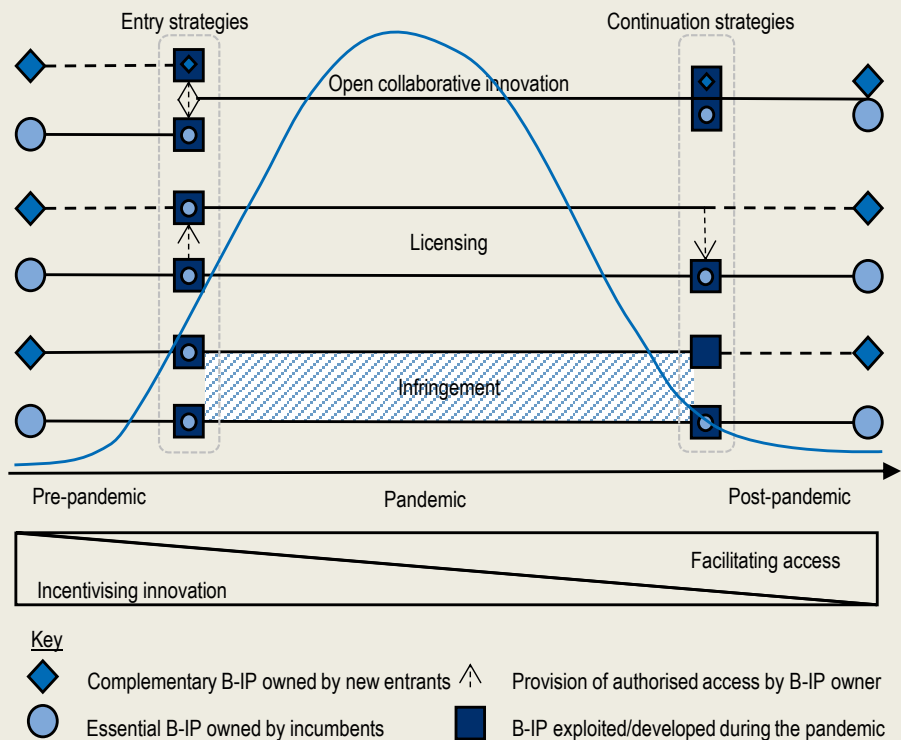 Entry strategies
Continuation strategies
Open collaborative innovation
Licensing
Infringement
Pre-pandemic
Pandemic
Post-pandemic
Facilitating access
Incentivising innovation
Key
Complementary B-IP owned by new entrants
Provision of authorised access by B-IP owner
Essential B-IP owned by incumbents
B-IP exploited/developed during the pandemic